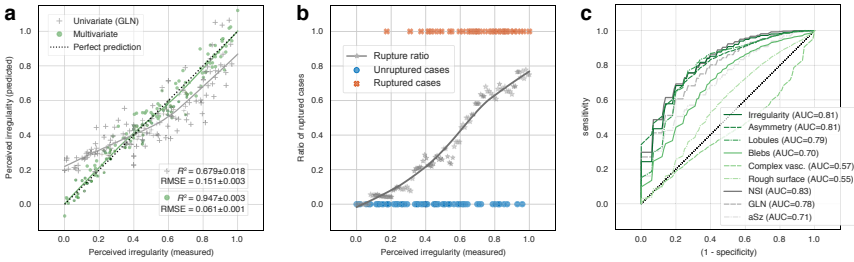 a
Univariate (GLN)
Multivariate
Perfect prediction
R² = 0.679±0.018
RMSE = 0.151±0.003
R² = 0.947±0.003
RMSE = 0.061±0.001
1.0
0.8
0.6
0.4
0.2
0.0
0.0 0.2 0.4 0.6 0.8 1.0
Perceived irregularity (predicted)
Perceived irregularity (measured)
b
Rupture ratio
Unruptured cases
Ruptured cases
1.0
0.8
0.6
0.4
0.2
0.0
0.0 0.2 0.4 0.6 0.8 1.0
Ratio of ruptured cases
Perceived irregularity (measured)
c
1.0
0.8
0.6
0.4
0.2
0.0
0.0 0.2 0.4 0.6 0.8 1.0
sensitivity
(1 - specificity)
Irregularity (AUC=0.81)
Asymmetry (AUC=0.81)
Lobules (AUC=0.79)
Blebs (AUC=0.70)
Complex vasc. (AUC=0.57)
Rough surface (AUC=0.55)
NSI (AUC=0.83)
GLN (AUC=0.78)
aSz (AUC=0.71)